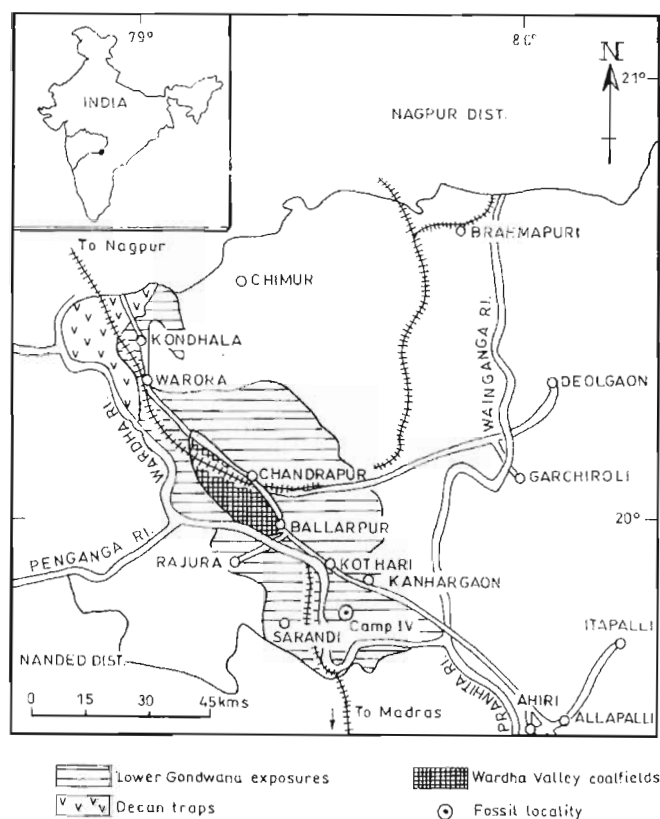 79°
80°
N
21°
INDIA
NAGPUR DIST.
BRAHMAPURI
To Nagpur
CHIMUR
KONDHALA
WARORA
DEOLGAON
WAINGANGA RI.
WARDHA RI.
CHANDRAPUR
GARCHIROLI
BALLARPUR
20°
PENGANGA RI.
RAJURA
KOTHARI
KANHARGAON
Camp IV
SARANDI
ITAPALLI
NANDED DIST.
PRANHITA RI.
0 15 30 45kms
AHIRI
ALLAPALLI
To Madras
Lower Gondwana exposures
Wardha Valley coalfields
Decan traps
Fossil locality